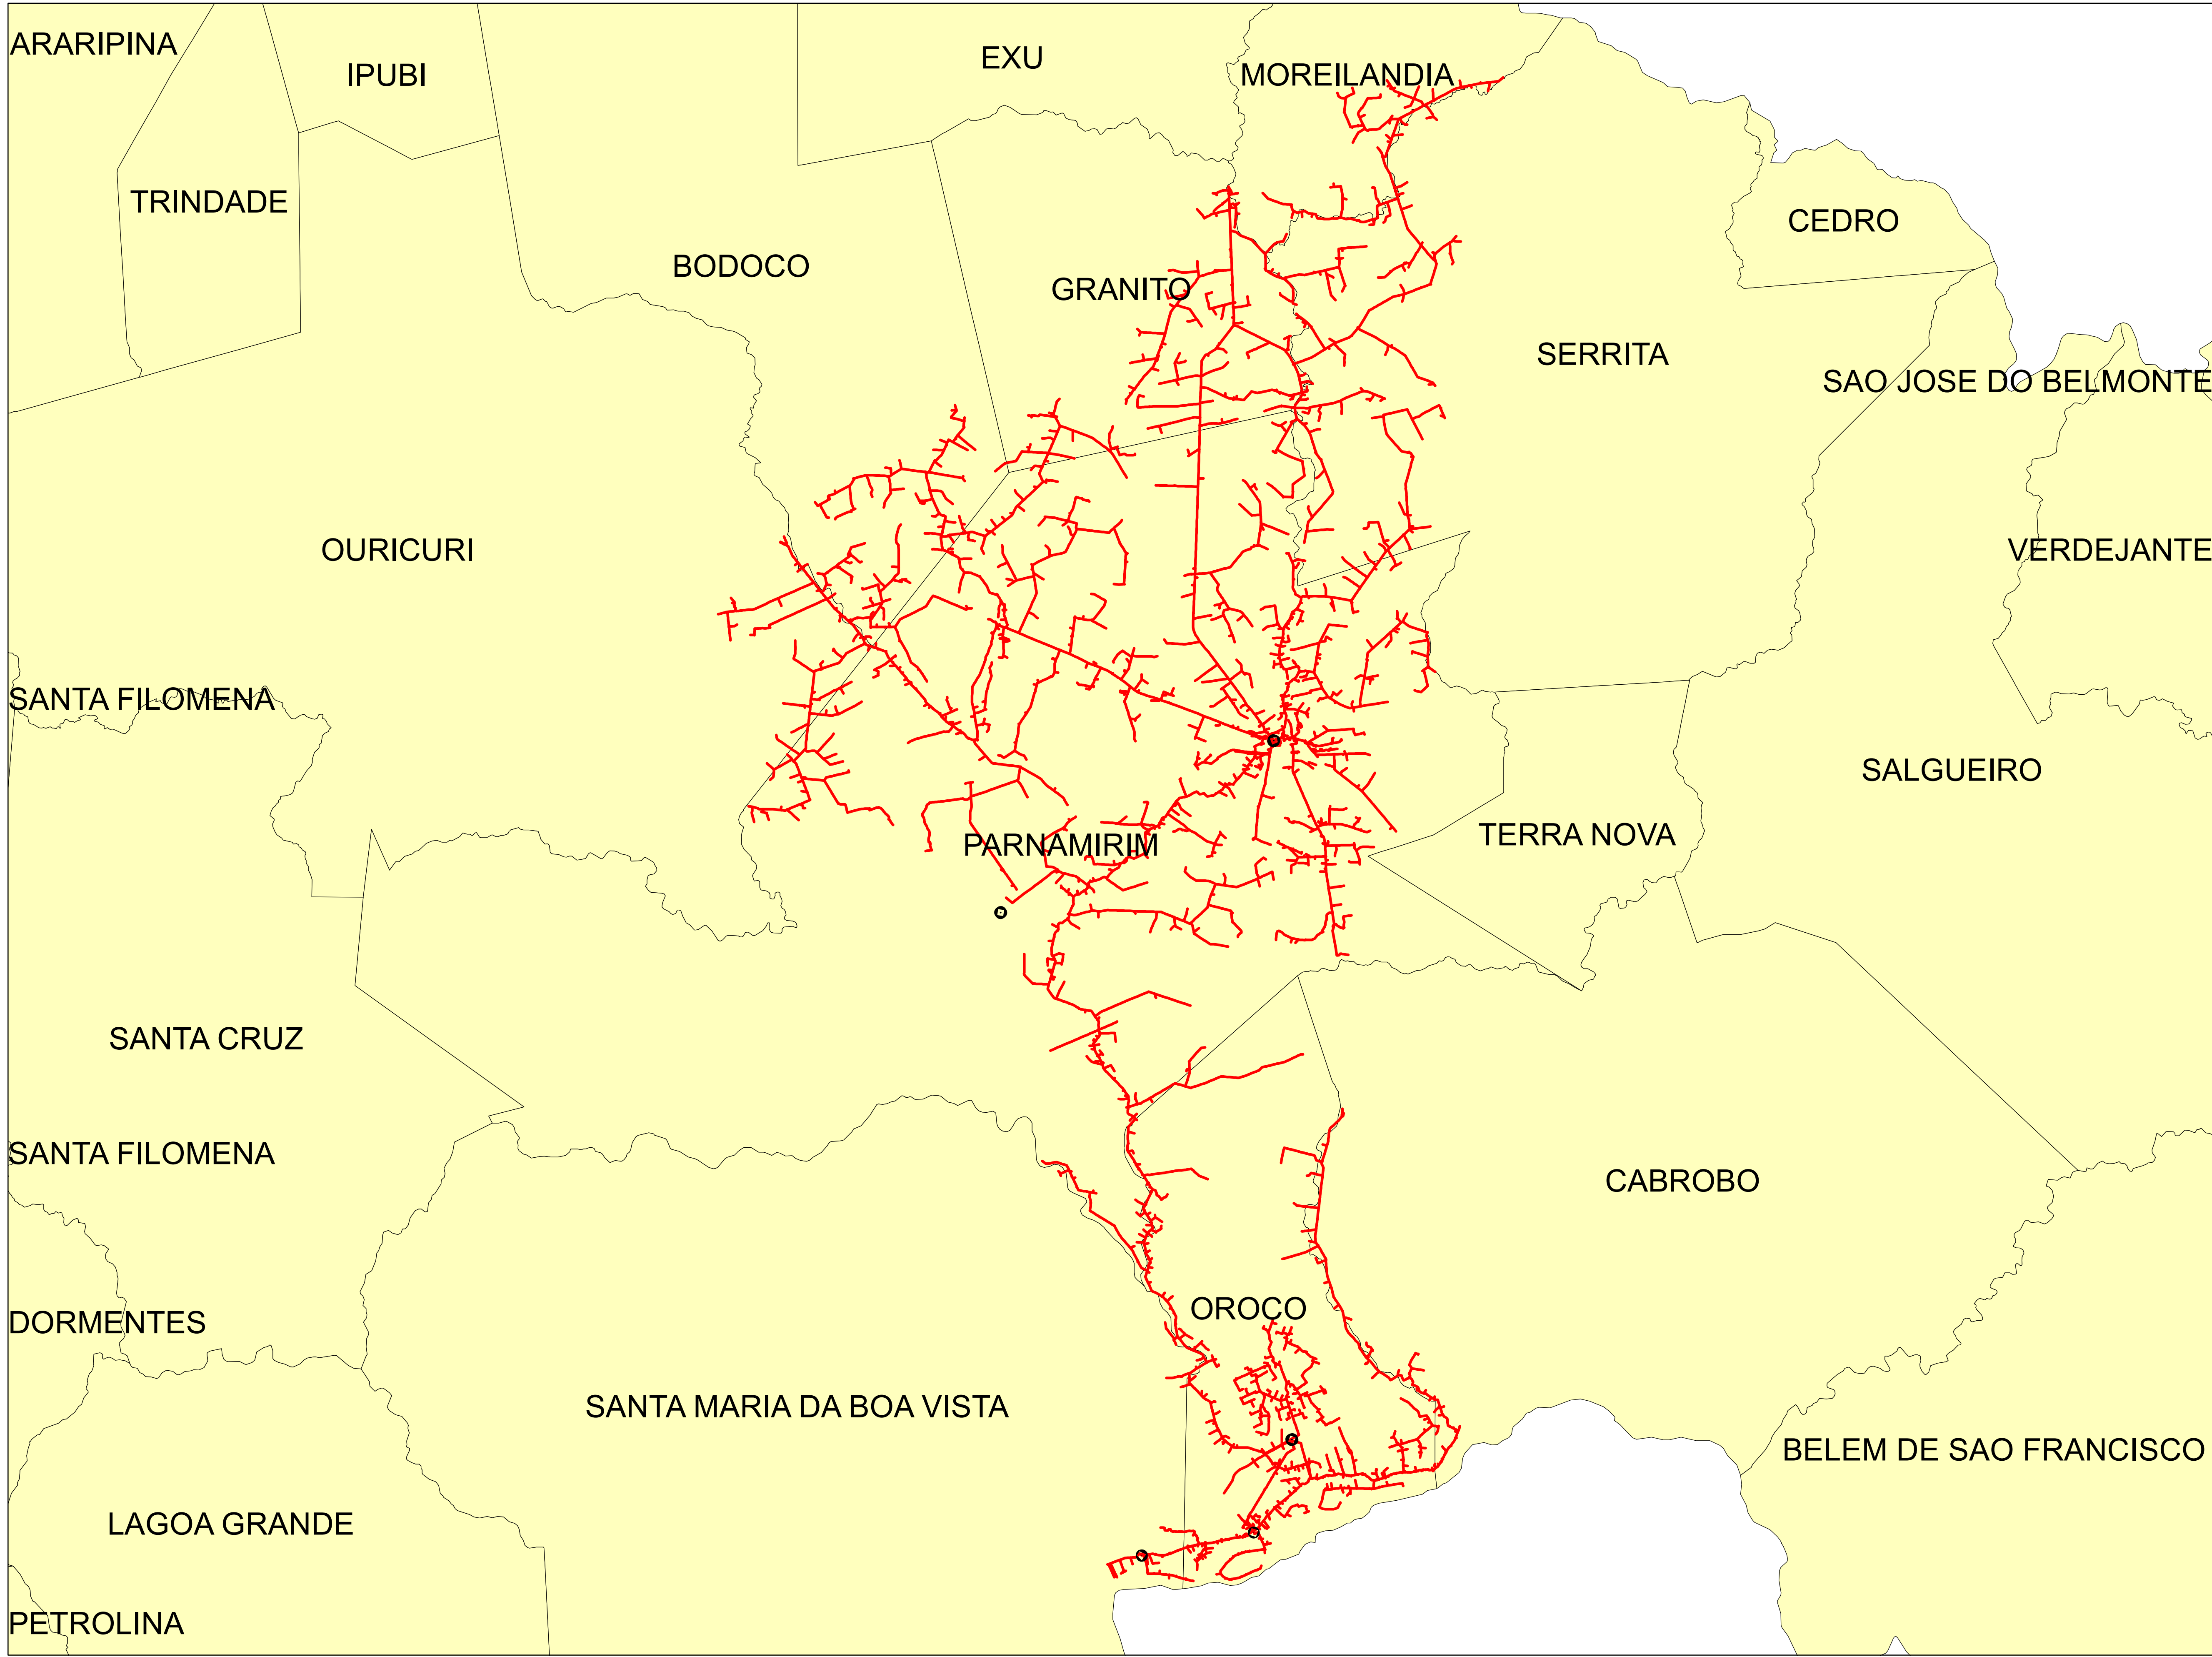 ARARIPINA
EXU
IPUBI
MOREILANDIA
TRINDADE
CEDRO
BODOCO
GRANITO
SERRITA
SAO JOSE DO BELMONTE
OURICURI
VERDEJANTE
SANTA FILOMENA
SALGUEIRO
TERRA NOVA
PARNAMIRIM
SANTA CRUZ
SANTA FILOMENA
CABROBO
OROCO
DORMENTES
SANTA MARIA DA BOA VISTA
BELEM DE SAO FRANCISCO
LAGOA GRANDE
PETROLINA